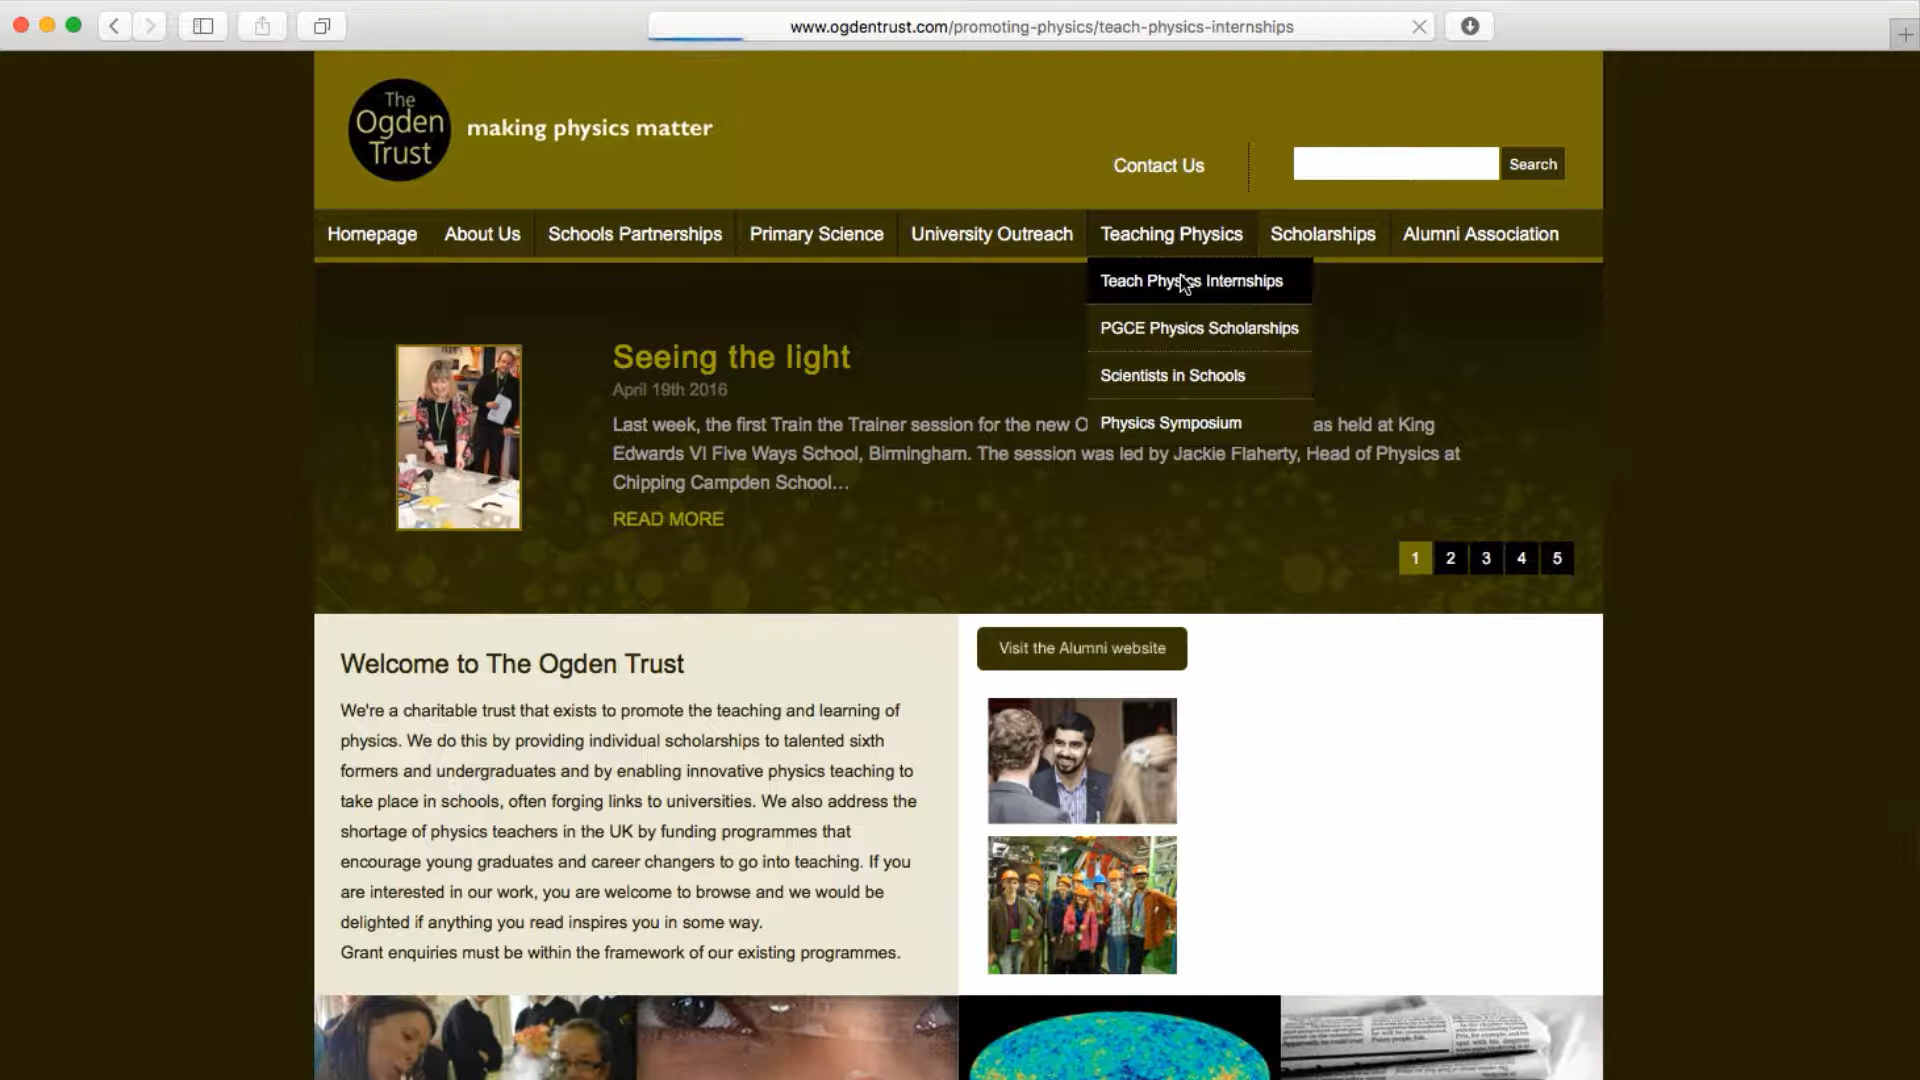 www.ogdentrust.com/promoting-physics/teach-physics-internships
The
Ogden
Trust
making physics matter
Contact Us
Search
Homepage About Us Schools Partnerships Primary Science University Outreach Teaching Physics Scholarships Alumni Association
Teach Physics Internships
PGCE Physics Scholarships
Scientists in Schools
Physics Symposium
Seeing the light
April 19th 2016
Last week, the first Train the Trainer session for the new O as held at King
Edwards VI Five Ways School, Birmingham. The session was led by Jackie Flaherty, Head of Physics at
Chipping Campden School...
READ MORE
1 2 3 4 5
Welcome to The Ogden Trust
We're a charitable trust that exists to promote the teaching and learning of
physics. We do this by providing individual scholarships to talented sixth
formers and undergraduates and by enabling innovative physics teaching to
take place in schools, often forging links to universities. We also address the
shortage of physics teachers in the UK by funding programmes that
encourage young graduates and career changers to go into teaching. If you
are interested in our work, you are welcome to browse and we would be
delighted if anything you read inspires you in some way.
Grant enquiries must be within the framework of our existing programmes.
Visit the Alumni website